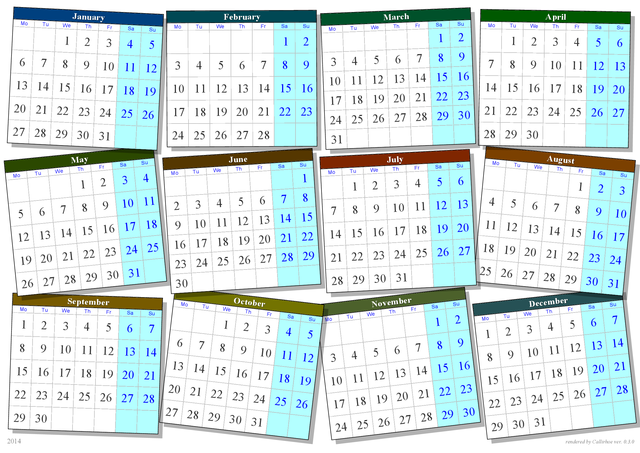 January
Mo Tu We Th Fr Sa Su
1 2 3 4 5
6 7 8 9 10 11 12
13 14 15 16 17 18 19
20 21 22 23 24 25 26
27 28 29 30 31
February
Mo Tu We Th Fr Sa Su
1 2
3 4 5 6 7 8 9
10 11 12 13 14 15 16
17 18 19 20 21 22 23
24 25 26 27 28
March
Mo Tu We Th Fr Sa Su
1 2
3 4 5 6 7 8 9
10 11 12 13 14 15 16
17 18 19 20 21 22 23
24 25 26 27 28 29 30
31
April
Mo Tu We Th Fr Sa Su
1 2 3 4 5 6
7 8 9 10 11 12 13
14 15 16 17 18 19 20
21 22 23 24 25 26 27
28 29 30
May
Mo Tu We Th Fr Sa Su
1 2 3 4
5 6 7 8 9 10 11
12 13 14 15 16 17 18
19 20 21 22 23 24 25
26 27 28 29 30 31
June
Mo Tu We Th Fr Sa Su
1
2 3 4 5 6 7 8
9 10 11 12 13 14 15
16 17 18 19 20 21 22
23 24 25 26 27 28 29
30
July
Mo Tu We Th Fr Sa Su
1 2 3 4 5 6
7 8 9 10 11 12 13
14 15 16 17 18 19 20
21 22 23 24 25 26 27
28 29 30 31
August
Mo Tu We Th Fr Sa Su
1 2 3
4 5 6 7 8 9 10
11 12 13 14 15 16 17
18 19 20 21 22 23 24
25 26 27 28 29 30 31
September
Mo Tu We Th Fr Sa Su
1 2 3 4 5 6 7
8 9 10 11 12 13 14
15 16 17 18 19 20 21
22 23 24 25 26 27 28
29 30
October
Mo Tu We Th Fr Sa Su
1 2 3 4 5
6 7 8 9 10 11 12
13 14 15 16 17 18 19
20 21 22 23 24 25 26
27 28 29 30 31
November
Mo Tu We Th Fr Sa Su
1 2
3 4 5 6 7 8 9
10 11 12 13 14 15 16
17 18 19 20 21 22 23
24 25 26 27 28 29 30
December
Mo Tu We Th Fr Sa Su
1 2 3 4 5 6 7
8 9 10 11 12 13 14
15 16 17 18 19 20 21
22 23 24 25 26 27 28
29 30 31
2014
rendered by Callirhoe ver. 0.3.0